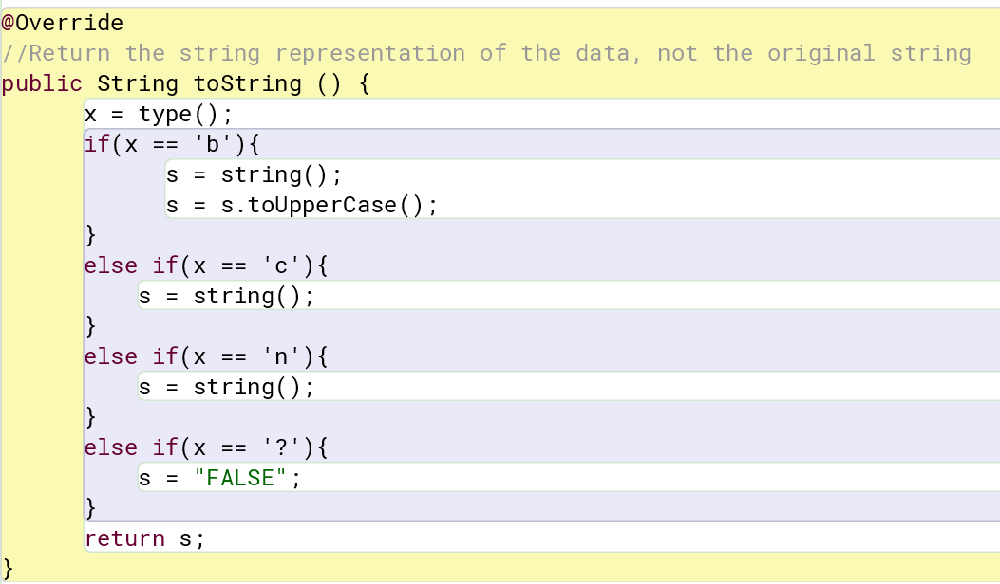 @Override
//Return the string representation of the data, not the original string
public String toString () {
x = type();
if(x == 'b'){
s = string();
s = s.toUpperCase();
}
else if(x == 'c'){
s = string();
}
else if(x == 'n'){
s = string();
}
else if(x == '?'){
s = "FALSE";
}
return s;
}